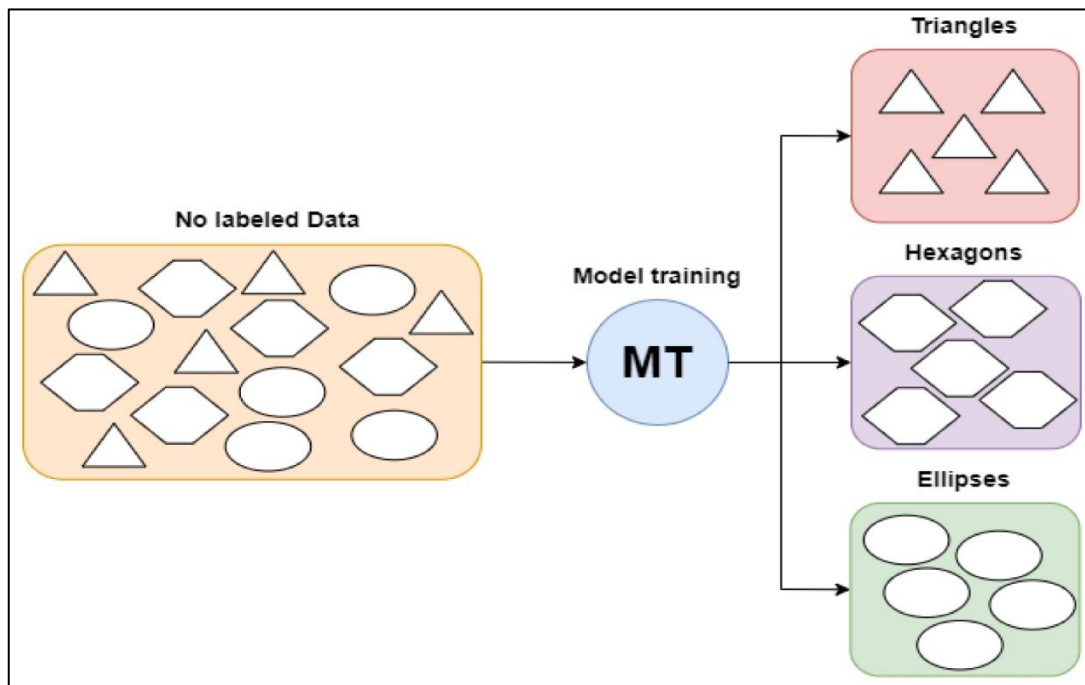 No labeled Data
Model training
MT
Triangles
Hexagons
Ellipses